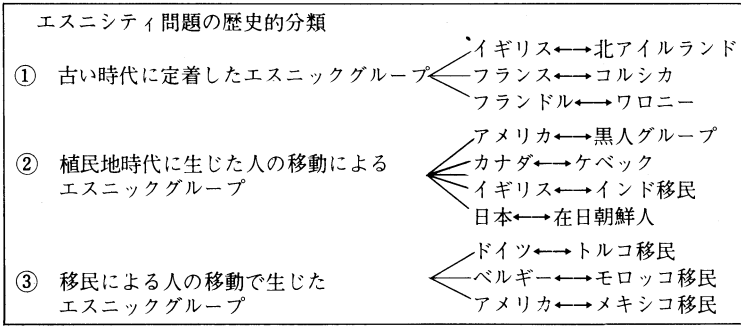 エスニシティ問題の歴史的分類
① 古い時代に定着したエスニックグループ
イギリス←→北アイルランド
フランス←→コルシカ
フランドル←→ワロニー
② 植民地時代に生じた人の移動による
エスニックグループ
アメリカ←→黒人グループ
カナダ←→ケベック
イギリス←→インド移民
日本←→在日朝鮮人
③ 移民による人の移動で生じた
エスニックグループ
ドイツ←→トルコ移民
ベルギー←→モロッコ移民
アメリカ←→メキシコ移民